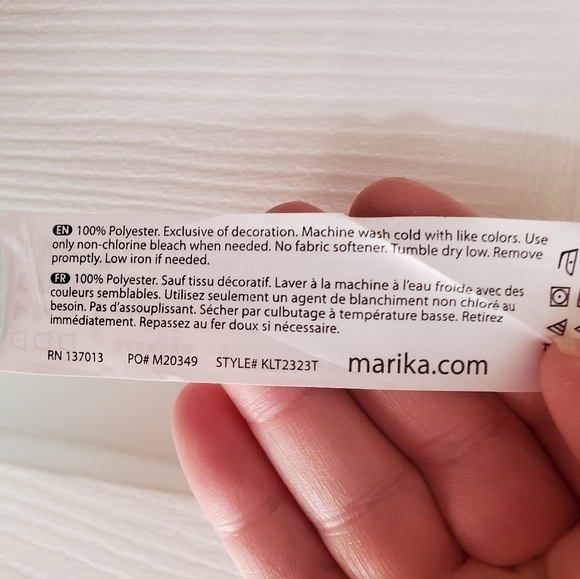 EN 100% Polyester. Exclusive of decoration. Machine wash cold with like colors. Use
only non-chlorine bleach when needed. No fabric softener. Tumble dry low. Remove
promptly. Low iron if needed.
FR 100% Polyester. Sauf tissu décoratif. Laver à la machine à l'eau froide avec des
couleurs semblables. Utilisez seulement un agent de blanchiment non chloré au
besoin. Pas d'assouplissant. Sécher par culbutage à température basse. Retirez
immédiatement. Repassez au fer doux si nécessaire.
RN 137013 PO# M20349 STYLE# KLT2323T marika.com